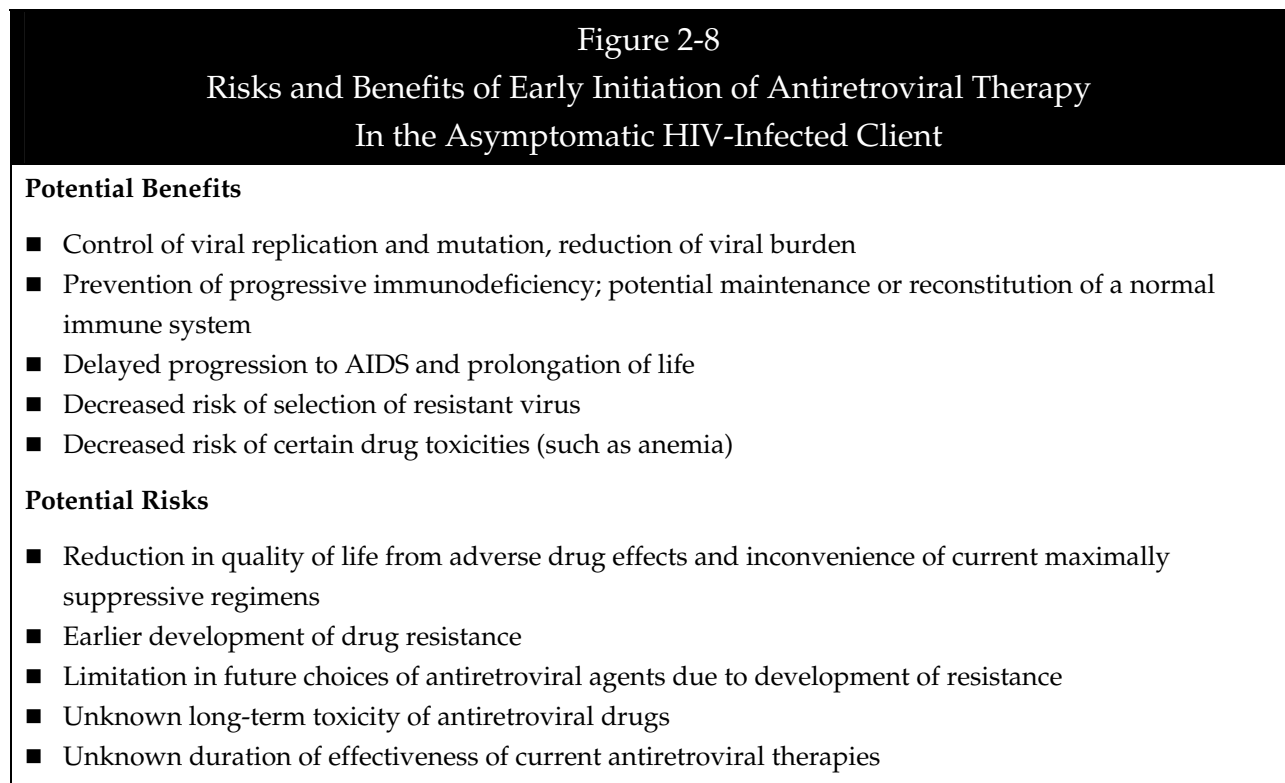 Figure 2-8
Risks and Benefits of Early Initiation of Antiretroviral Therapy
In the Asymptomatic HIV-Infected Client
Potential Benefits
■ Control of viral replication and mutation, reduction of viral burden
■ Prevention of progressive immunodeficiency; potential maintenance or reconstitution of a normal
immune system
■ Delayed progression to AIDS and prolongation of life
■ Decreased risk of selection of resistant virus
■ Decreased risk of certain drug toxicities (such as anemia)
Potential Risks
■ Reduction in quality of life from adverse drug effects and inconvenience of current maximally
suppressive regimens
■ Earlier development of drug resistance
■ Limitation in future choices of antiretroviral agents due to development of resistance
■ Unknown long-term toxicity of antiretroviral drugs
■ Unknown duration of effectiveness of current antiretroviral therapies